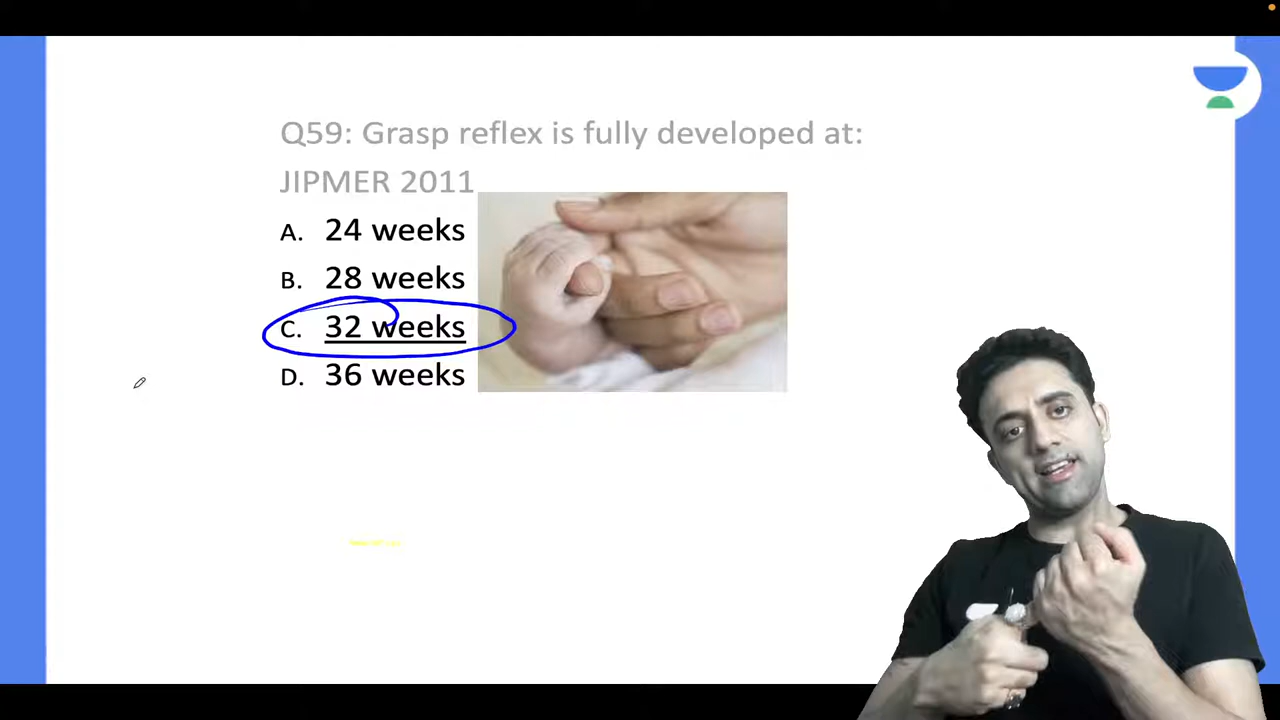 Q59: Grasp reflex is fully developed at:
JIPMER 2011
A. 24 weeks
B. 28 weeks
C. 32 weeks
D. 36 weeks